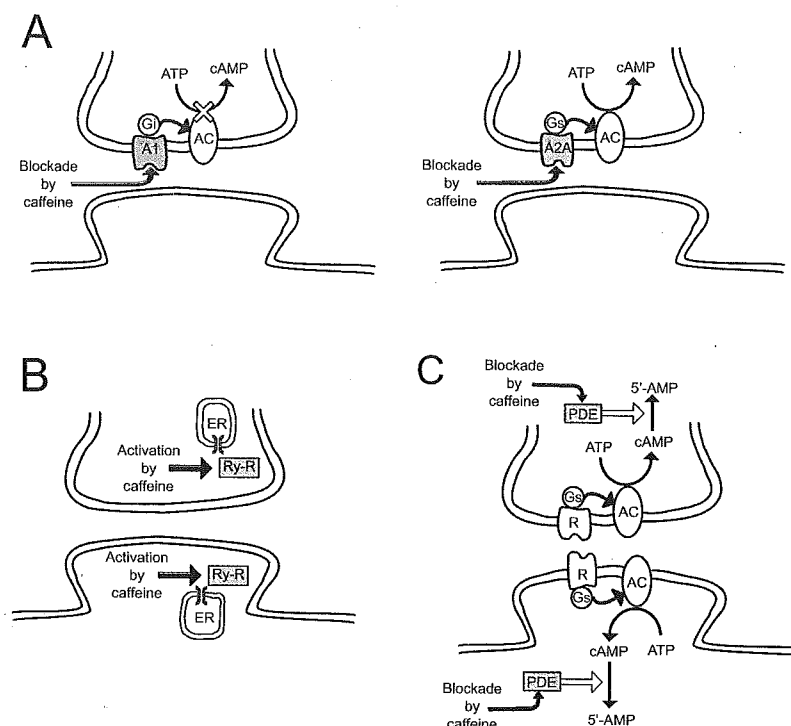 A
ATP
cAMP
Gi
AC
A1
Blockade
by
caffeine
ATP
cAMP
Gs
AC
A2A
Blockade
by
caffeine
B
ER
Activation
by
caffeine
Ry-R
Activation
by
caffeine
Ry-R
ER
C
Blockade
by
caffeine
5'-AMP
PDE
ATP
cAMP
Gs
AC
R
R
AC
Gs
cAMP
ATP
PDE
Blockade
by
caffeine
5'-AMP